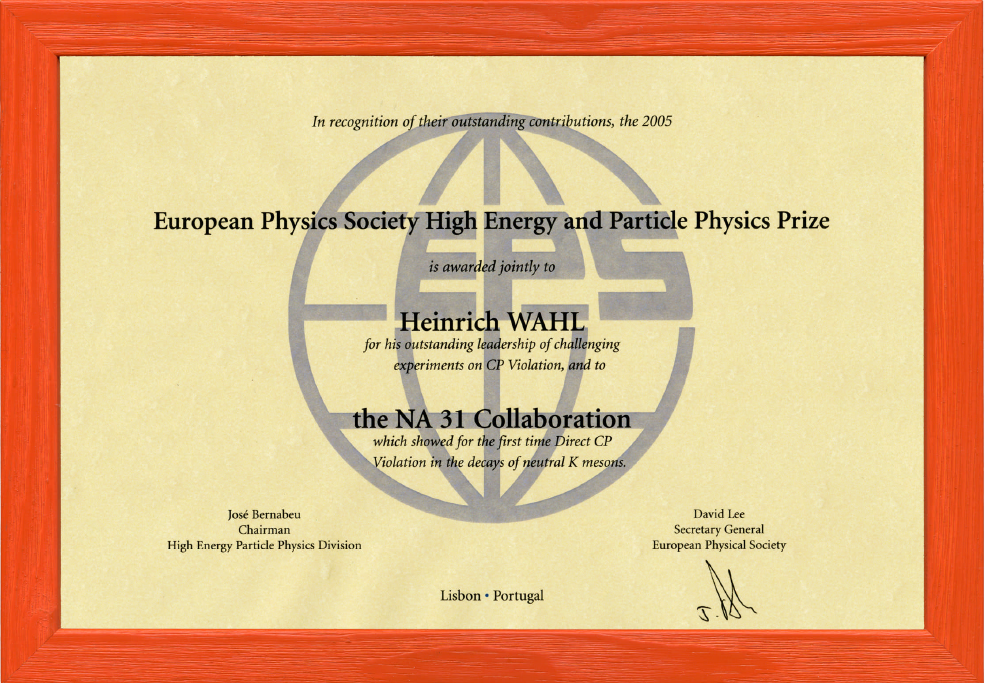 In recognition of their outstanding contributions, the 2005
European Physics Society High Energy and Particle Physics Prize
EPS
is awarded jointly to
Heinrich WAHL
for his outstanding leadership of challenging
experiments on CP Violation, and to
the NA 31 Collaboration
which showed for the first time Direct CP
Violation in the decays of neutral K mesons.
José Bernabeu
Chairman
High Energy Particle Physics Division
David Lee
Secretary General
European Physical Society
Lisbon • Portugal